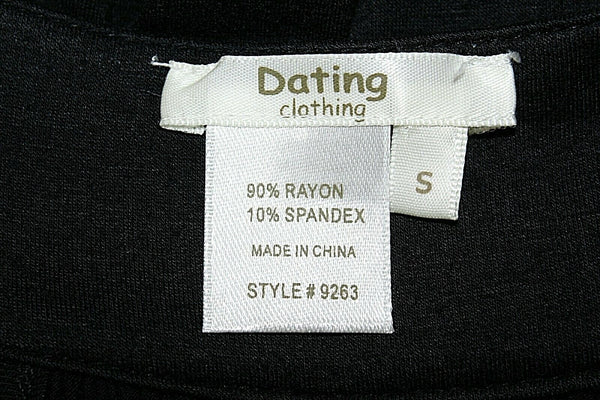 Dating
clothing
S
90% RAYON
10% SPANDEX
MADE IN CHINA
STYLE # 9263